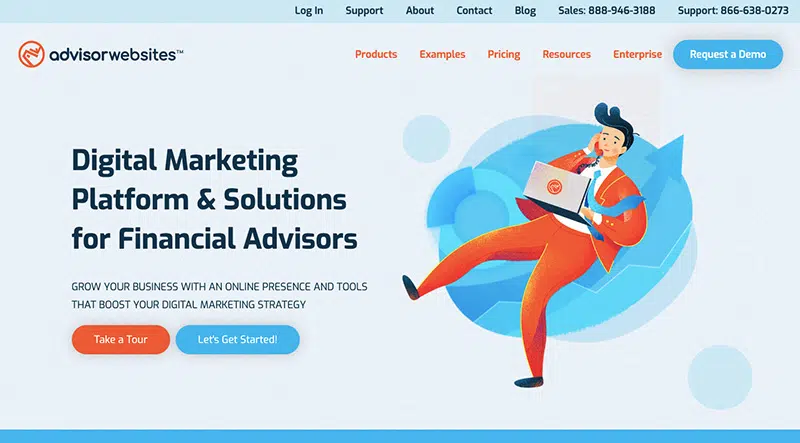 Log In Support About Contact Blog Sales: 888-946-3188 Support: 866-638-0273
advisorwebsites™ Products Examples Pricing Resources Enterprise Request a Demo
Digital Marketing
Platform & Solutions
for Financial Advisors
GROW YOUR BUSINESS WITH AN ONLINE PRESENCE AND TOOLS
THAT BOOST YOUR DIGITAL MARKETING STRATEGY
Take a Tour Let's Get Started!